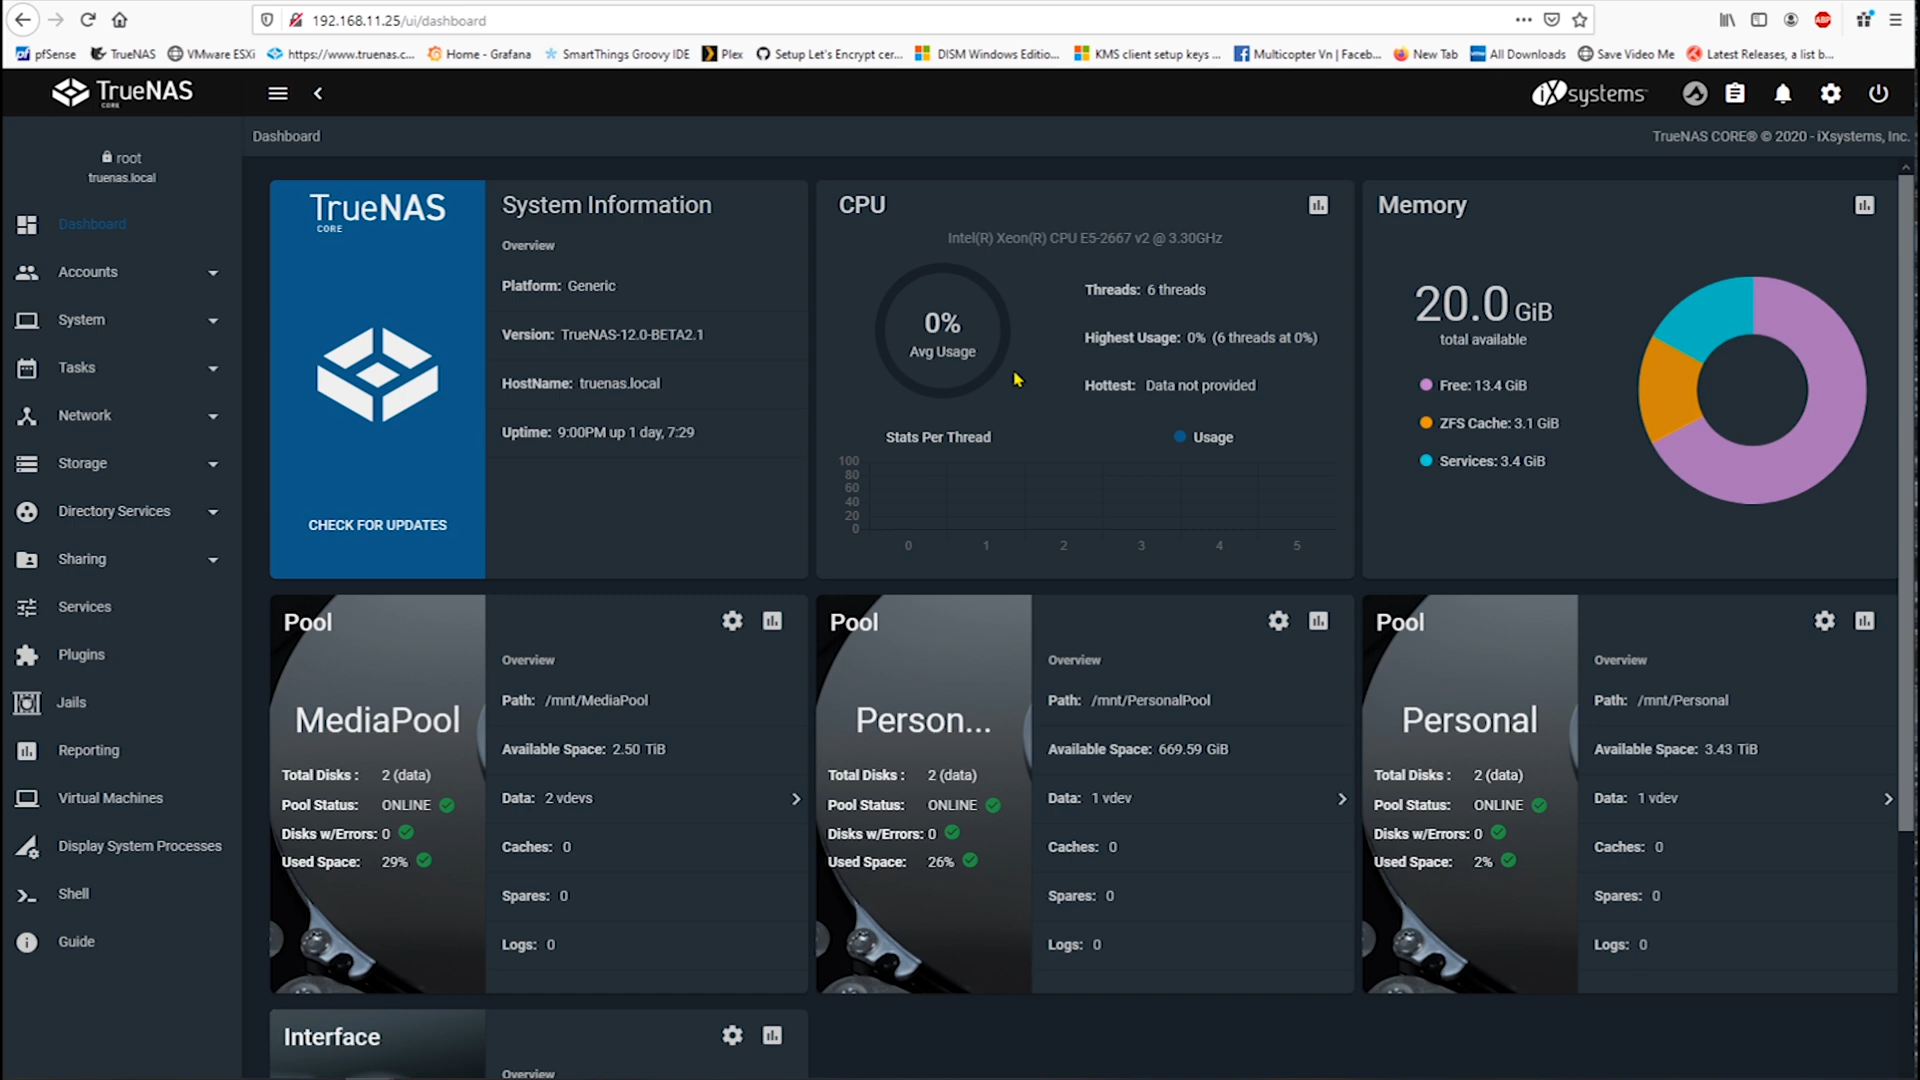 192.168.11.25/ui/dashboard
pfSense
TrueNAS
VMware ESXi
https://www.truenas.c...
Home - Grafana
SmartThings Groovy IDE
Plex
Setup Let's Encrypt cer...
DISM Windows Editio...
KMS client setup keys ...
Multicopter Vn | Faceb...
New Tab
All Downloads
Save Video Me
Latest Releases, a list b...
TrueNAS
CORE
iXsystems
Dashboard
TrueNAS CORE® © 2020 - iXsystems, Inc.
root
truenas.local
Dashboard
Accounts
System
Tasks
Network
Storage
Directory Services
Sharing
Services
Plugins
Jails
Reporting
Virtual Machines
Display System Processes
Shell
Guide
TrueNAS
CORE
CHECK FOR UPDATES
System Information
Overview
Platform: Generic
Version: TrueNAS-12.0-BETA2.1
HostName: truenas.local
Uptime: 9:00PM up 1 day, 7:29
CPU
Intel(R) Xeon(R) CPU E5-2667 v2 @ 3.30GHz
0%
Avg Usage
Threads: 6 threads
Highest Usage: 0% (6 threads at 0%)
Hottest: Data not provided
Stats Per Thread
Usage
100
80
60
40
20
0
0 1 2 3 4 5
Memory
20.0 GiB
total available
Free: 13.4 GiB
ZFS Cache: 3.1 GiB
Services: 3.4 GiB
Pool
MediaPool
Total Disks : 2 (data)
Pool Status: ONLINE
Disks w/Errors: 0
Used Space: 29%
Overview
Path: /mnt/MediaPool
Available Space: 2.50 TiB
Data: 2 vdevs
Caches: 0
Spares: 0
Logs: 0
Pool
Person...
Total Disks : 2 (data)
Pool Status: ONLINE
Disks w/Errors: 0
Used Space: 26%
Overview
Path: /mnt/PersonalPool
Available Space: 669.59 GiB
Data: 1 vdev
Caches: 0
Spares: 0
Logs: 0
Pool
Personal
Total Disks : 2 (data)
Pool Status: ONLINE
Disks w/Errors: 0
Used Space: 2%
Overview
Path: /mnt/Personal
Available Space: 3.43 TiB
Data: 1 vdev
Caches: 0
Spares: 0
Logs: 0
Interface
Overview